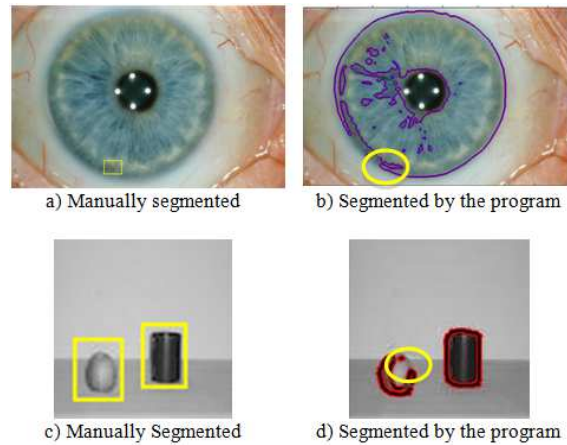 a) Manually segmented
b) Segmented by the program
c) Manually Segmented
d) Segmented by the program